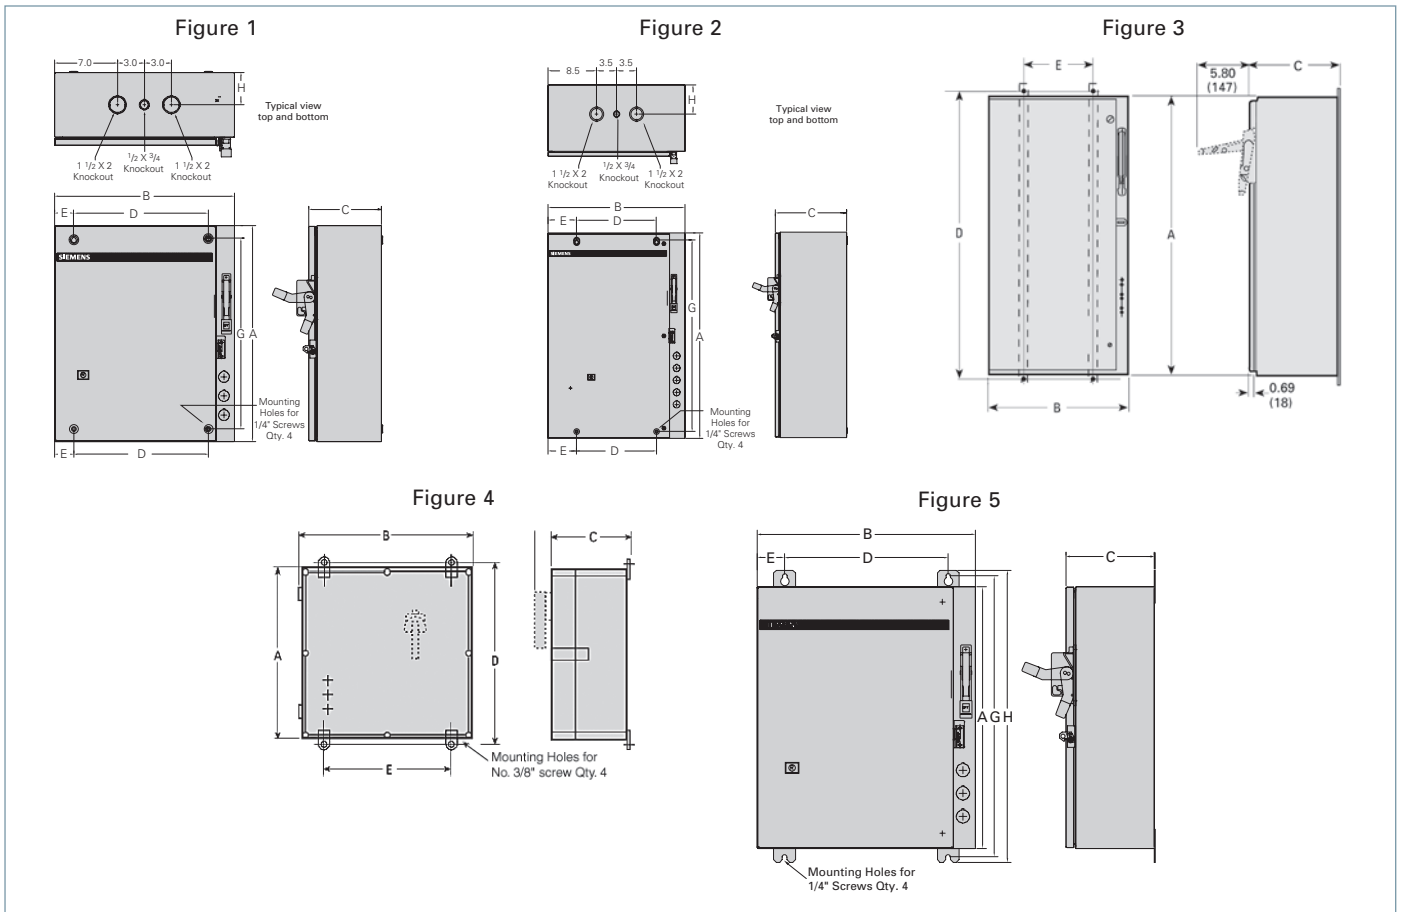 Figure 1
7.0
3.0
3.0
H
Typical view
top and bottom
1 1/2 X 2
Knockout
1/2 X 3/4
Knockout
1 1/2 X 2
Knockout
B
E
D
C
SIEMENS
G
A
Mounting
Holes for
1/4" Screws
Qty. 4
E
D
Figure 2
8.5
3.5
3.5
H
Typical view
top and bottom
1 1/2 X 2
Knockout
1/2 X 3/4
Knockout
1 1/2 X 2
Knockout
B
E
D
C
SIEMENS
G
A
Mounting
Holes for
1/4" Screws
Qty. 4
E
D
Figure 3
E
5.80
(147)
C
D
A
B
0.69
(18)
Figure 4
B
C
A
D
E
Mounting Holes for
No. 3/8" screw Qty. 4
Figure 5
B
E
D
C
A G H
Mounting Holes for
1/4" Screws Qty. 4